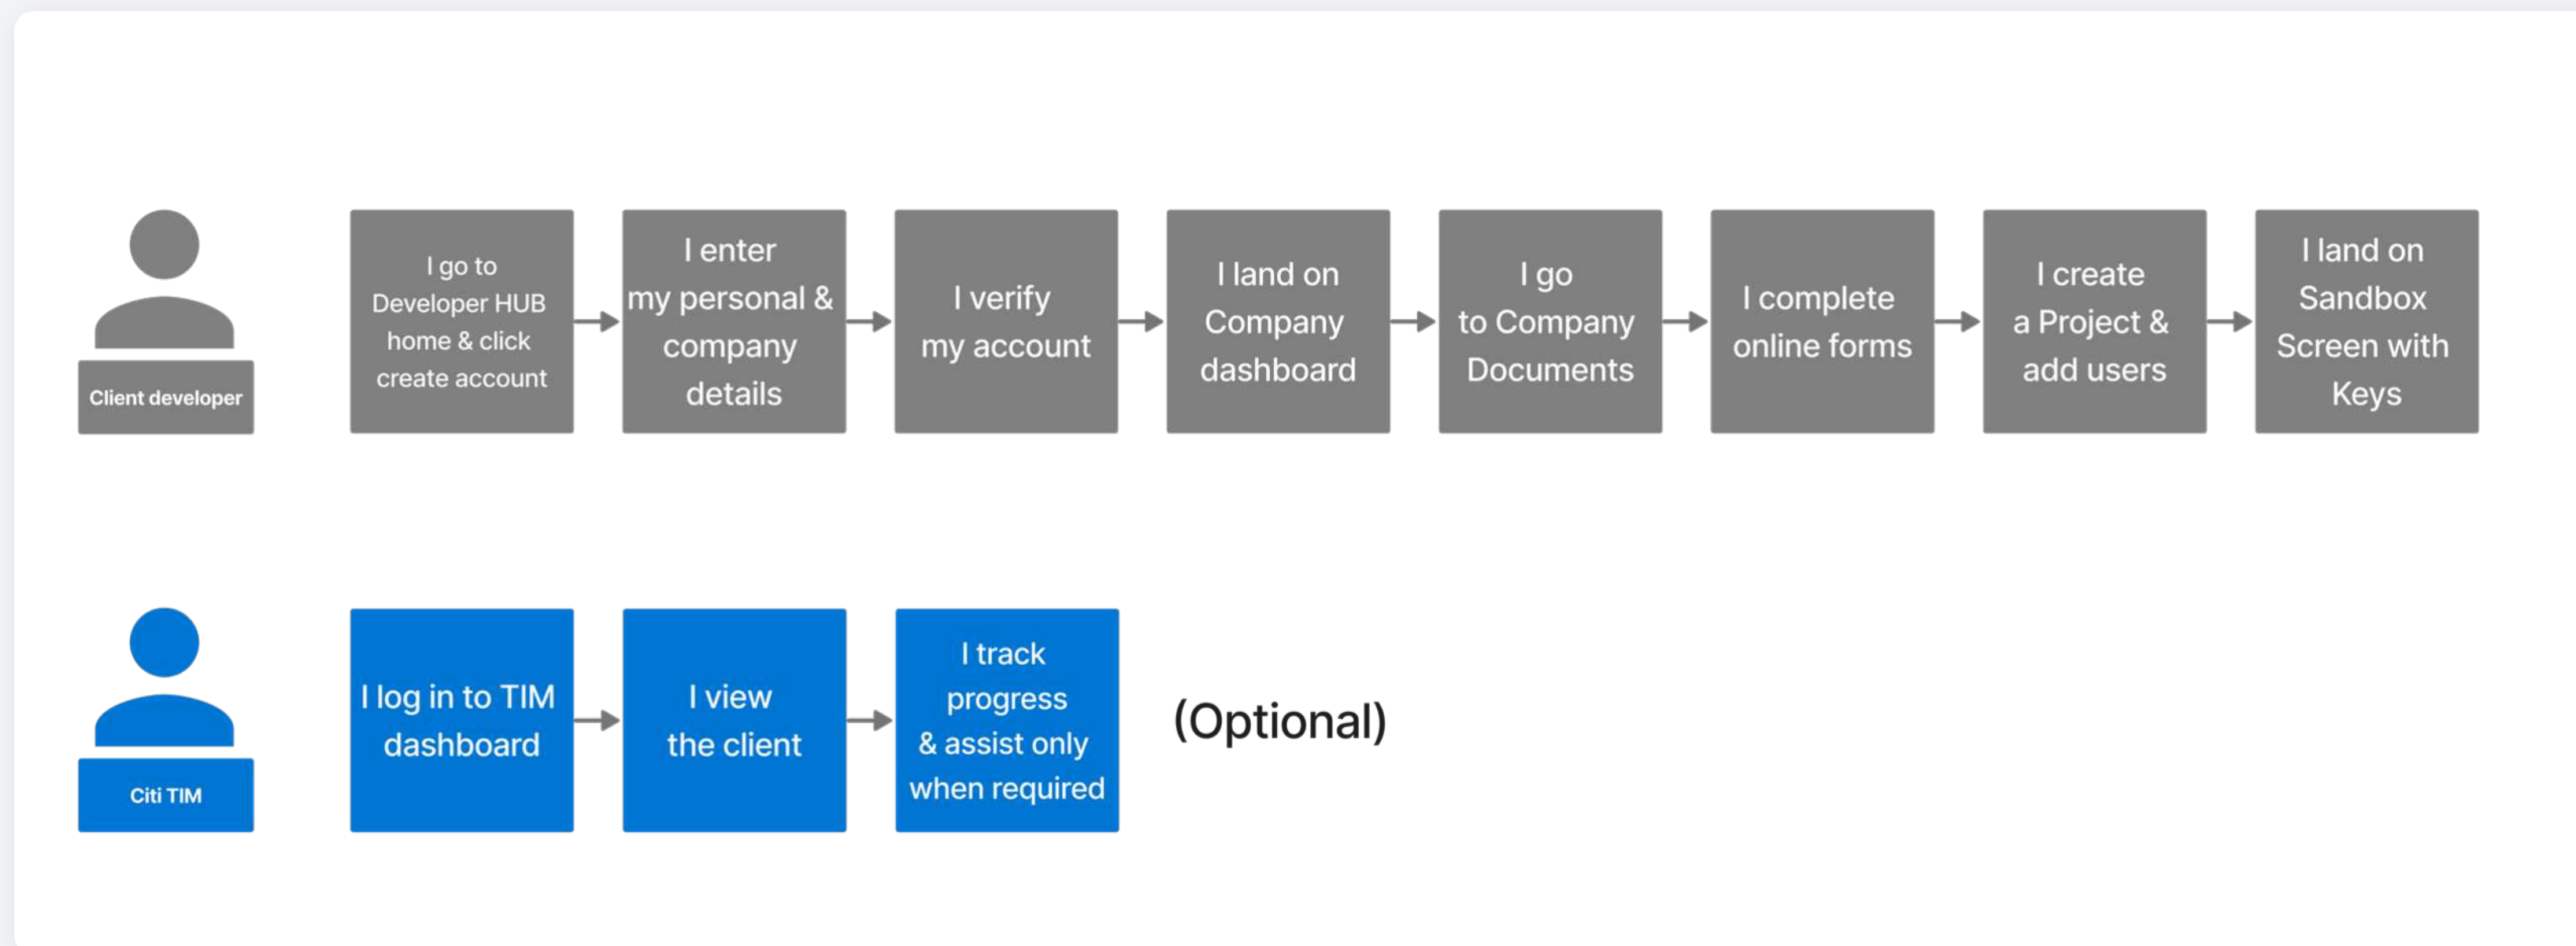 Client developer
I go to
Developer HUB
home & click
create account
I enter
my personal &
company
details
I verify
my account
I land on
Company
dashboard
I go
to Company
Documents
I complete
online forms
I create
a Project &
add users
I land on
Sandbox
Screen with
Keys
Citi TIM
I log in to TIM
dashboard
I view
the client
I track
progress
& assist only
when required
(Optional)